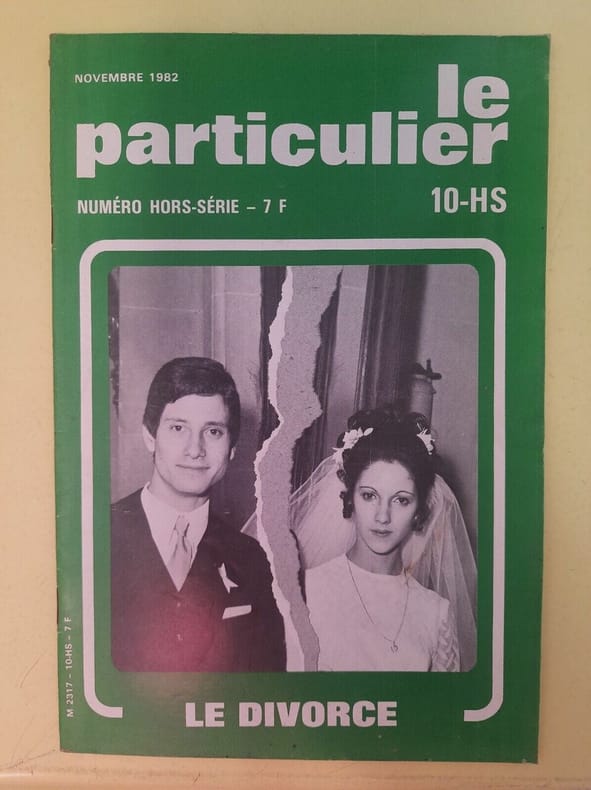 NOVEMBRE 1982
le
particulier
NUMÉRO HORS-SÉRIE – 7 F
10-HS
LE DIVORCE
M 2317 – 10-HS – 7 F